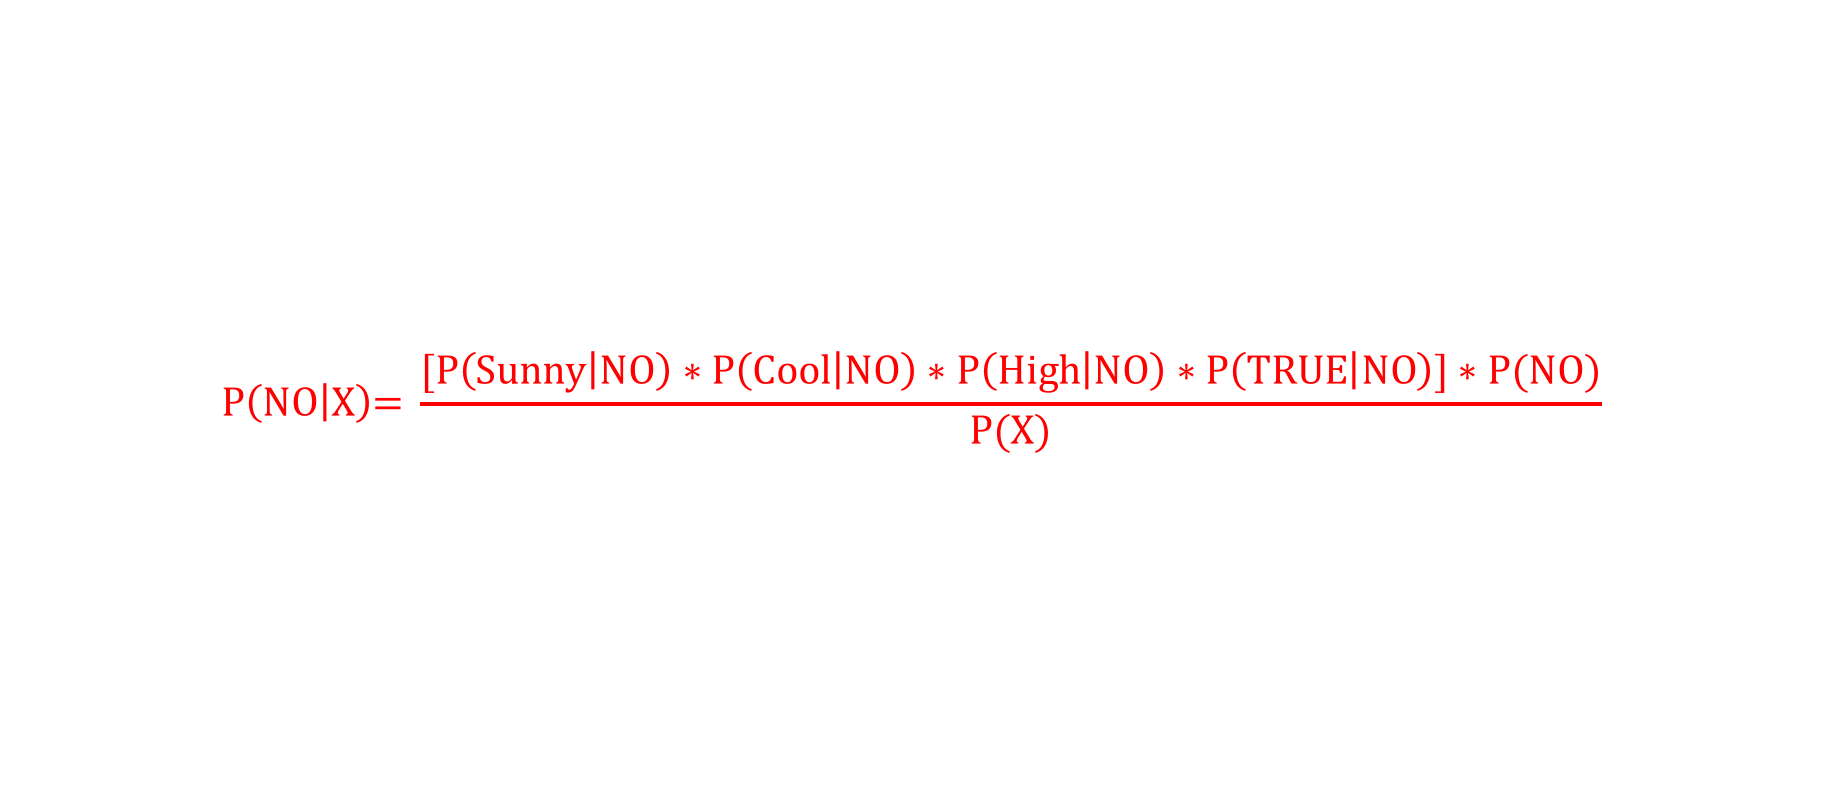 P(NO|X)= [P(Sunny|NO) ∗ P(Cool|NO) ∗ P(High|NO) ∗ P(TRUE|NO)] ∗ P(NO)
P(X)